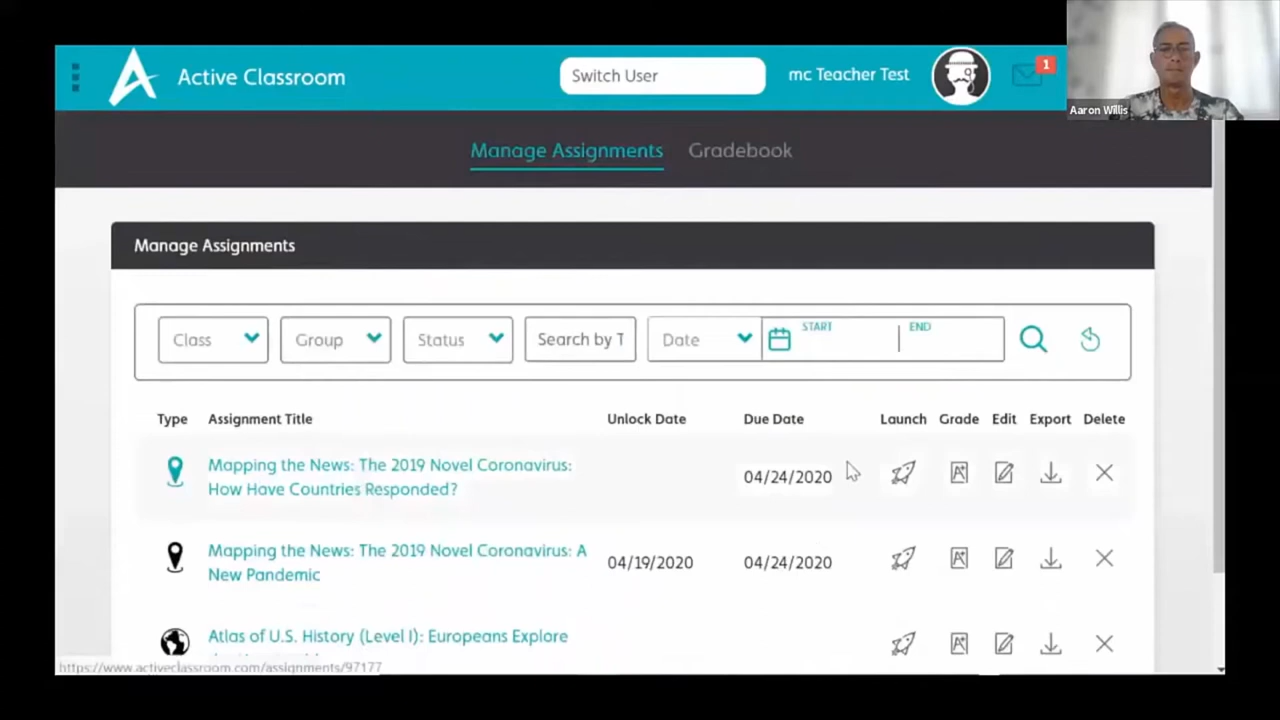 Active Classroom
Switch User
mc Teacher Test
1
Aaron Willis
Manage Assignments Gradebook
Manage Assignments
Class Group Status Search by T Date START END
Type Assignment Title Unlock Date Due Date Launch Grade Edit Export Delete
Mapping the News: The 2019 Novel Coronavirus:
How Have Countries Responded?
04/24/2020
Mapping the News: The 2019 Novel Coronavirus: A
New Pandemic
04/19/2020 04/24/2020
Atlas of U.S. History (Level I): Europeans Explore
https://www.activeclassroom.com/assignments/97177